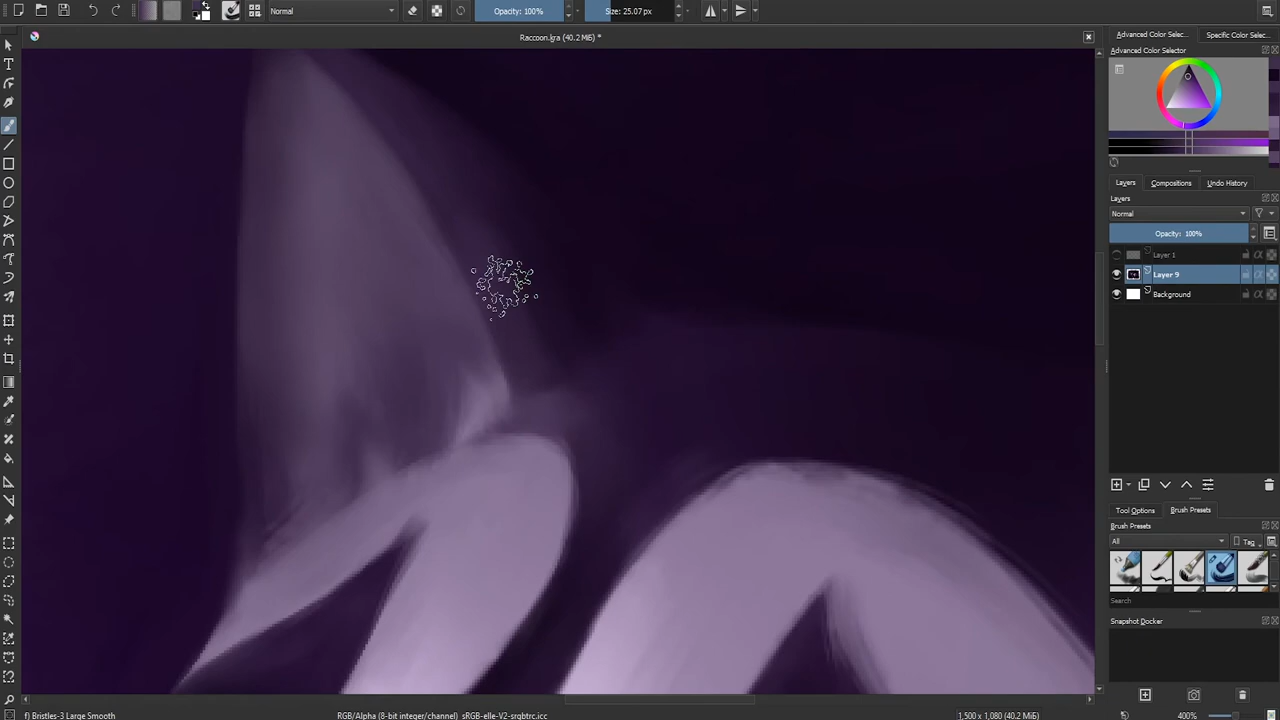 Normal
Opacity: 100%
Size: 25.07 px
Raccoon.kra (40.2 MiB) *
Advanced Color Selec...
Specific Color Selec...
Advanced Color Selector
Layers
Compositions
Undo History
Layers
Normal
Opacity: 100%
Layer 1
Layer 9
Background
Tool Options
Brush Presets
Brush Presets
All
Tag
Search
Snapshot Docker
f) Bristles-3 Large Smooth
RGB/Alpha (8-bit integer/channel) sRGB-elle-V2-srgbtrc.icc
1,500 x 1,080 (40.2 MiB)
400%